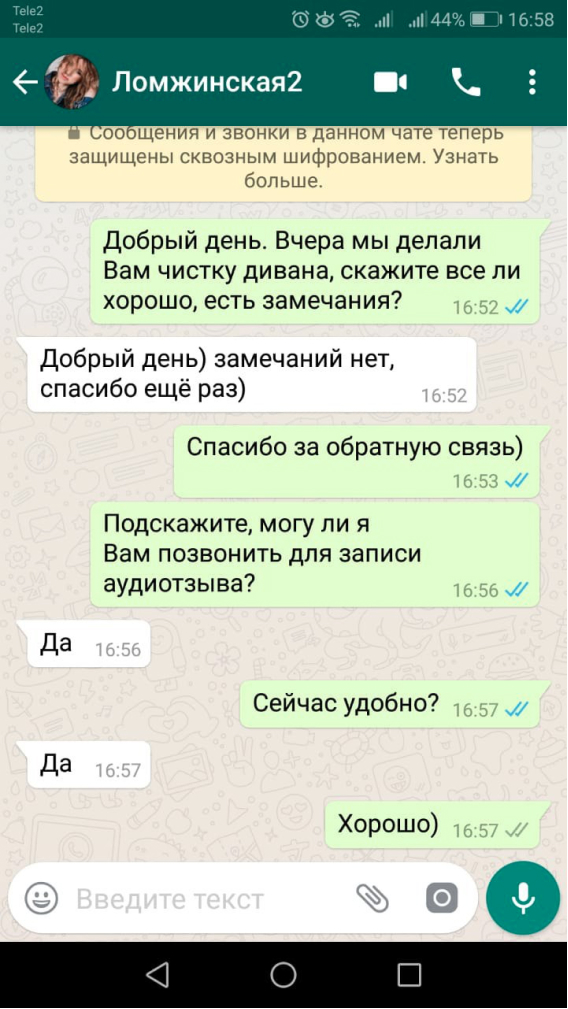 Tele2
Tele2
44% 16:58
Ломжинская2
Сообщения и звонки в данном чате теперь
защищены сквозным шифрованием. Узнать
больше.
Добрый день. Вчера мы делали
Вам чистку дивана, скажите все ли
хорошо, есть замечания? 16:52
Добрый день) замечаний нет,
спасибо ещё раз) 16:52
Спасибо за обратную связь)
16:53
Подскажите, могу ли я
Вам позвонить для записи
аудиотзыва? 16:56
Да 16:56
Сейчас удобно? 16:57
Да 16:57
Хорошо) 16:57
Введите текст